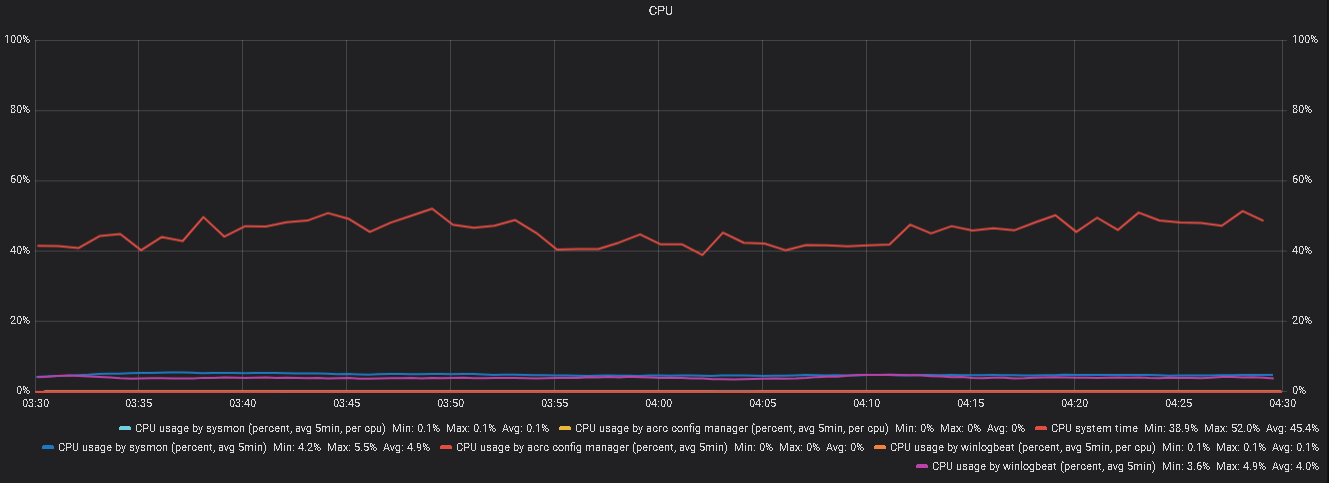 CPU
100% 100%
80% 80%
60% 60%
40% 40%
20% 20%
0% 0%
03:30 03:35 03:40 03:45 03:50 03:55 04:00 04:05 04:10 04:15 04:20 04:25 04:30
CPU usage by sysmon (percent, avg 5min, per cpu) Min: 0.1% Max: 0.1% Avg: 0.1% CPU usage by acrc config manager (percent, avg 5min, per cpu) Min: 0% Max: 0% Avg: 0% CPU system time Min: 38.9% Max: 52.0% Avg: 45.4%
CPU usage by sysmon (percent, avg 5min) Min: 4.2% Max: 5.5% Avg: 4.9% CPU usage by acrc config manager (percent, avg 5min) Min: 0% Max: 0% Avg: 0% CPU usage by winlogbeat (percent, avg 5min, per cpu) Min: 0.1% Max: 0.1% Avg: 0.1%
CPU usage by winlogbeat (percent, avg 5min) Min: 3.6% Max: 4.9% Avg: 4.0%